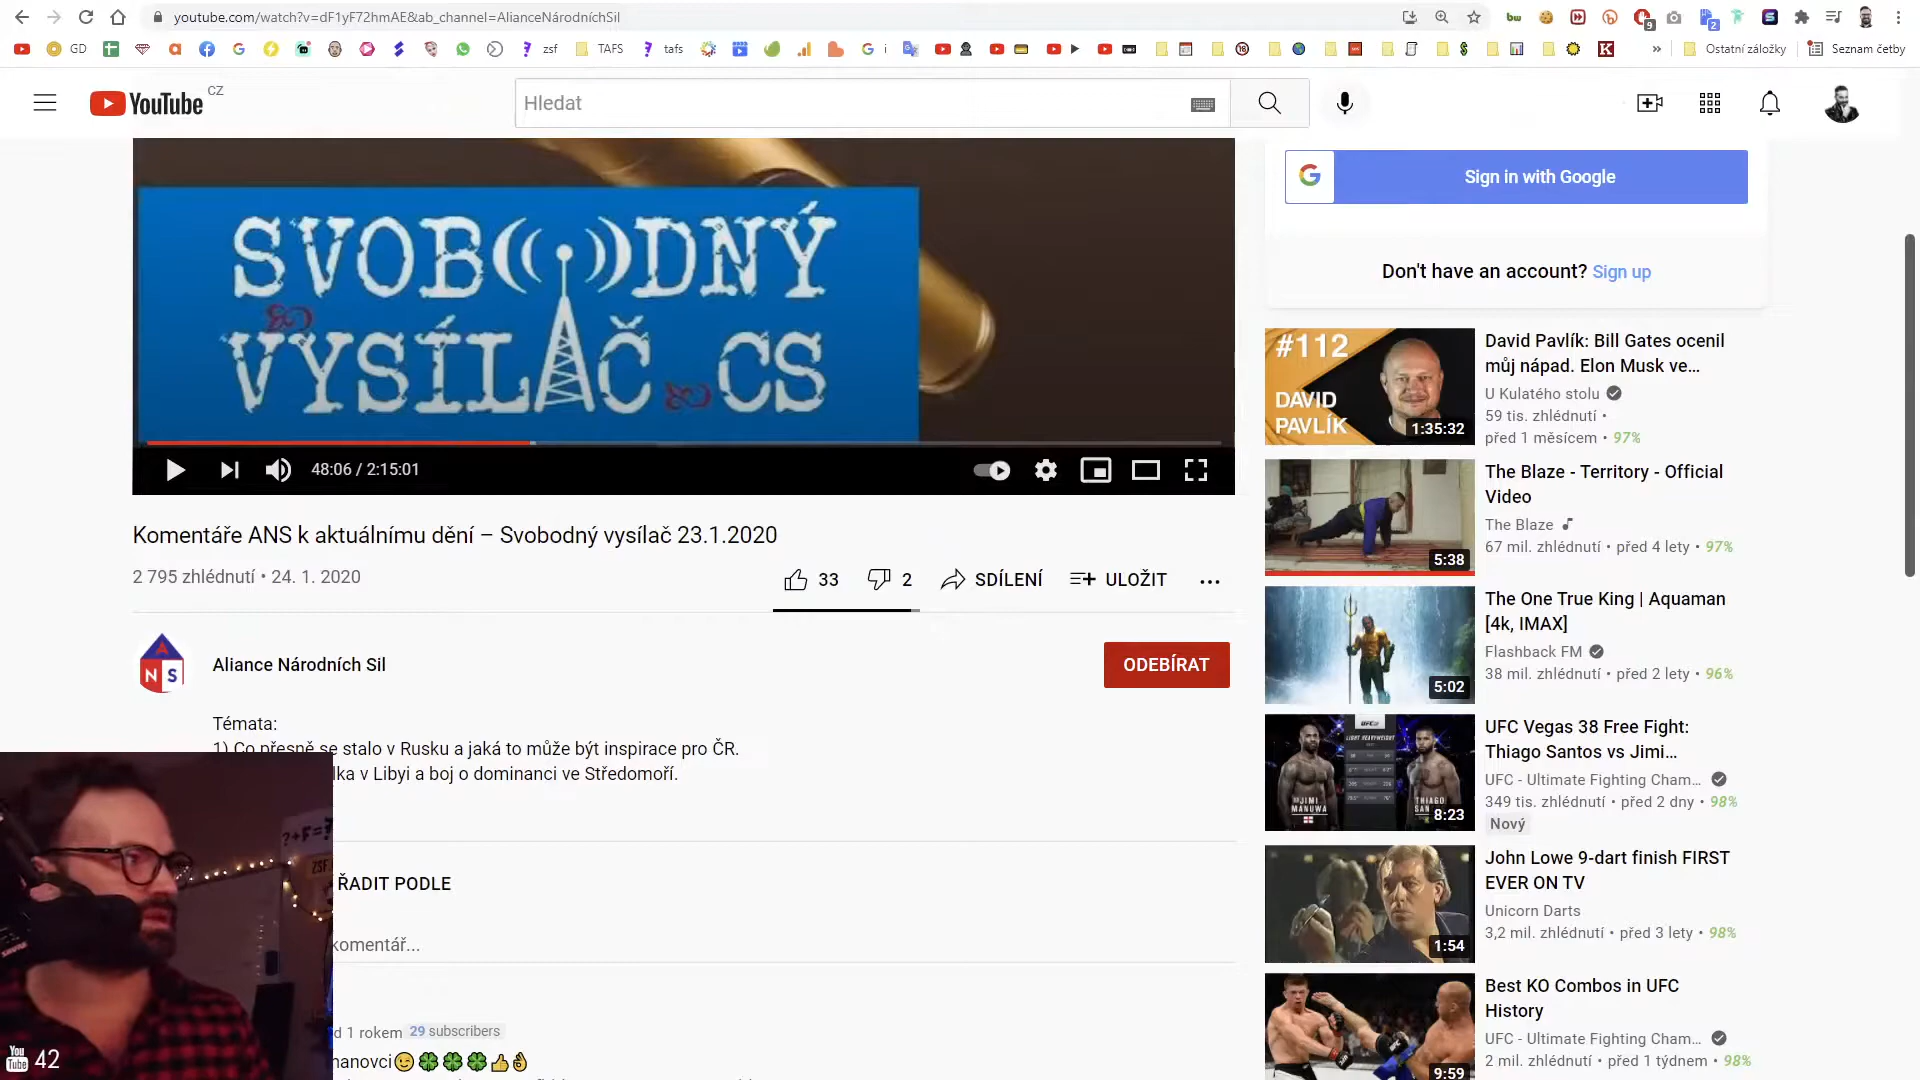 youtube.com/watch?v=dF1yF72hmAE&ab_channel=AlianceNárodníchSil
GD
zsf
TAFS
tafs
Ostatní záložky
Seznam četby
YouTube CZ
Hledat
SVOBODNÝ
VYSÍLAČ.CS
48:06 / 2:15:01
Komentáře ANS k aktuálnímu dění – Svobodný vysílač 23.1.2020
2 795 zhlédnutí • 24. 1. 2020
33
2
SDÍLENÍ
ULOŽIT
A
N S
Aliance Národních Sil
ODEBÍRAT
Témata:
1) Co přesně se stalo v Rusku a jaká to může být inspirace pro ČR.
lka v Libyi a boj o dominanci ve Středomoří.
ŘADIT PODLE
komentář...
d 1 rokem 29 subscribers
nanovci😉🍀🍀🍀👍👌
You
Tube 42
Sign in with Google
Don't have an account? Sign up
#112
DAVID
PAVLÍK
1:35:32
David Pavlík: Bill Gates ocenil
můj nápad. Elon Musk ve…
U Kulatého stolu
59 tis. zhlédnutí •
před 1 měsícem • 97%
5:38
The Blaze - Territory - Official
Video
The Blaze
67 mil. zhlédnutí • před 4 lety • 97%
5:02
The One True King | Aquaman
[4k, IMAX]
Flashback FM
38 mil. zhlédnutí • před 2 lety • 96%
LIGHT HEAVYWEIGHT
JIMI
MANUWA
THIAGO
8:23
UFC Vegas 38 Free Fight:
Thiago Santos vs Jimi…
UFC - Ultimate Fighting Cham…
349 tis. zhlédnutí • před 2 dny • 98%
Nový
1:54
John Lowe 9-dart finish FIRST
EVER ON TV
Unicorn Darts
3,2 mil. zhlédnutí • před 3 lety • 98%
9:59
Best KO Combos in UFC
History
UFC - Ultimate Fighting Cham…
2 mil. zhlédnutí • před 1 týdnem • 98%